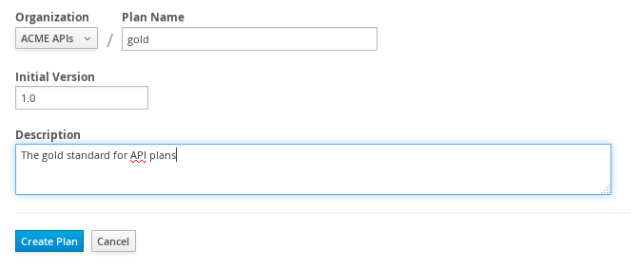 Organization Plan Name
ACME APIs / gold
Initial Version
1.0
Description
The gold standard for API plans
Create Plan Cancel